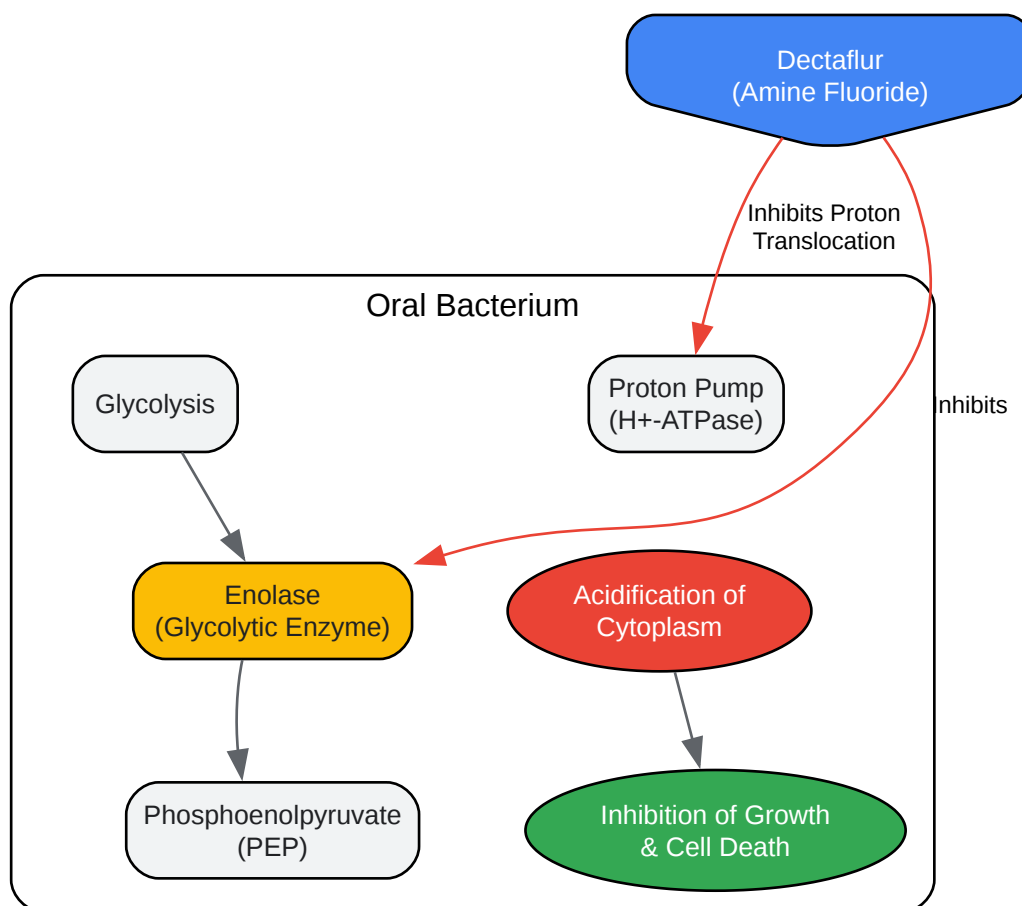 Dectaflur
(Amine Fluoride)
Inhibits Proton
Translocation
Oral Bacterium
Glycolysis
Proton Pump
(H+-ATPase)
Inhibits
Enolase
(Glycolytic Enzyme)
Acidification of
Cytoplasm
Phosphoenolpyruvate
(PEP)
Inhibition of Growth
& Cell Death